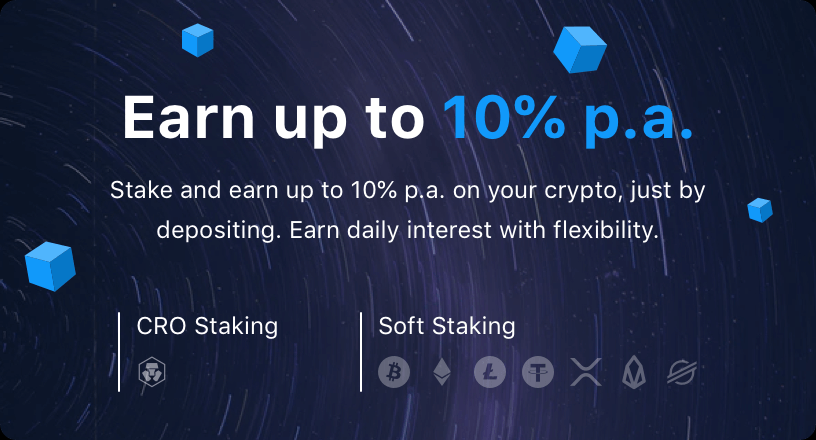 Earn up to 10% p.a.
Stake and earn up to 10% p.a. on your crypto, just by
depositing. Earn daily interest with flexibility.
CRO Staking
Soft Staking